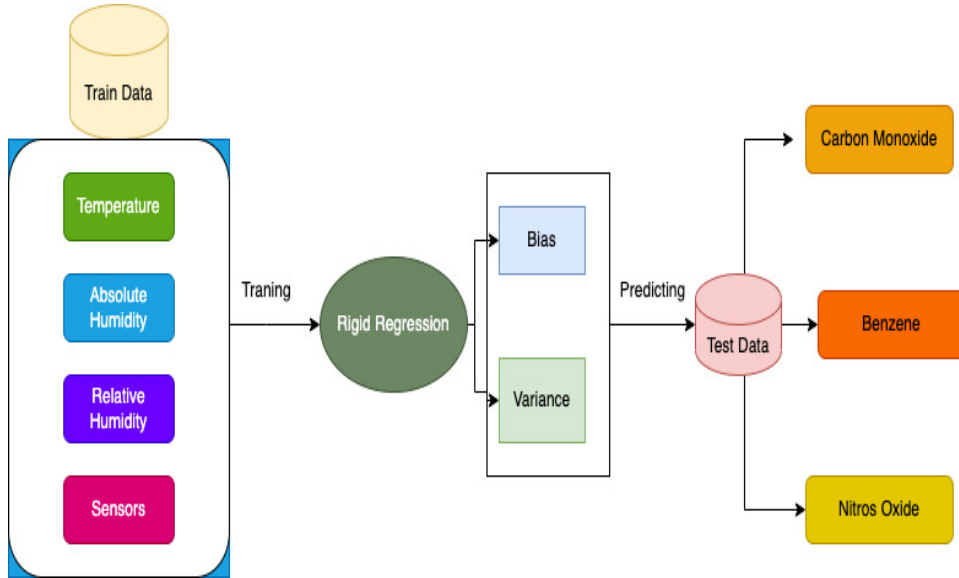 Train Data
Temperature
Absolute
Humidity
Relative
Humidity
Sensors
Traning
Rigid Regression
Bias
Variance
Predicting
Test Data
Carbon Monoxide
Benzene
Nitros Oxide